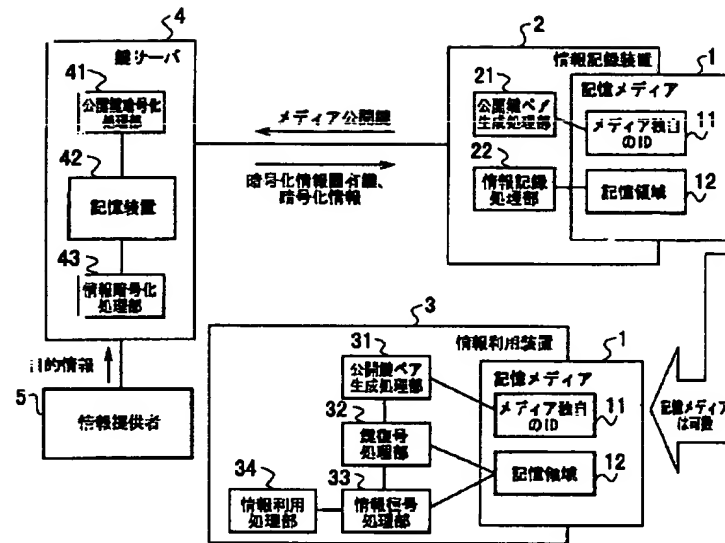 4
鍵サーバ
41
公開鍵暗号化
処理部
42
記憶装置
43
情報暗号化
処理部
目的情報
5
情報提供者
メディア公開鍵
暗号化情報固有鍵、
暗号化情報
2
情報記録装置
21
公開鍵ペア
生成処理部
22
情報記録
処理部
1
記憶メディア
メディア独自
のID
11
記憶領域
12
3
情報利用装置
31
公開鍵ペア
生成処理部
32
鍵復号
処理部
33
情報復号
処理部
34
情報利用
処理部
1
記憶メディア
メディア独自
のID
11
記憶領域
12
記憶メディア
は可搬